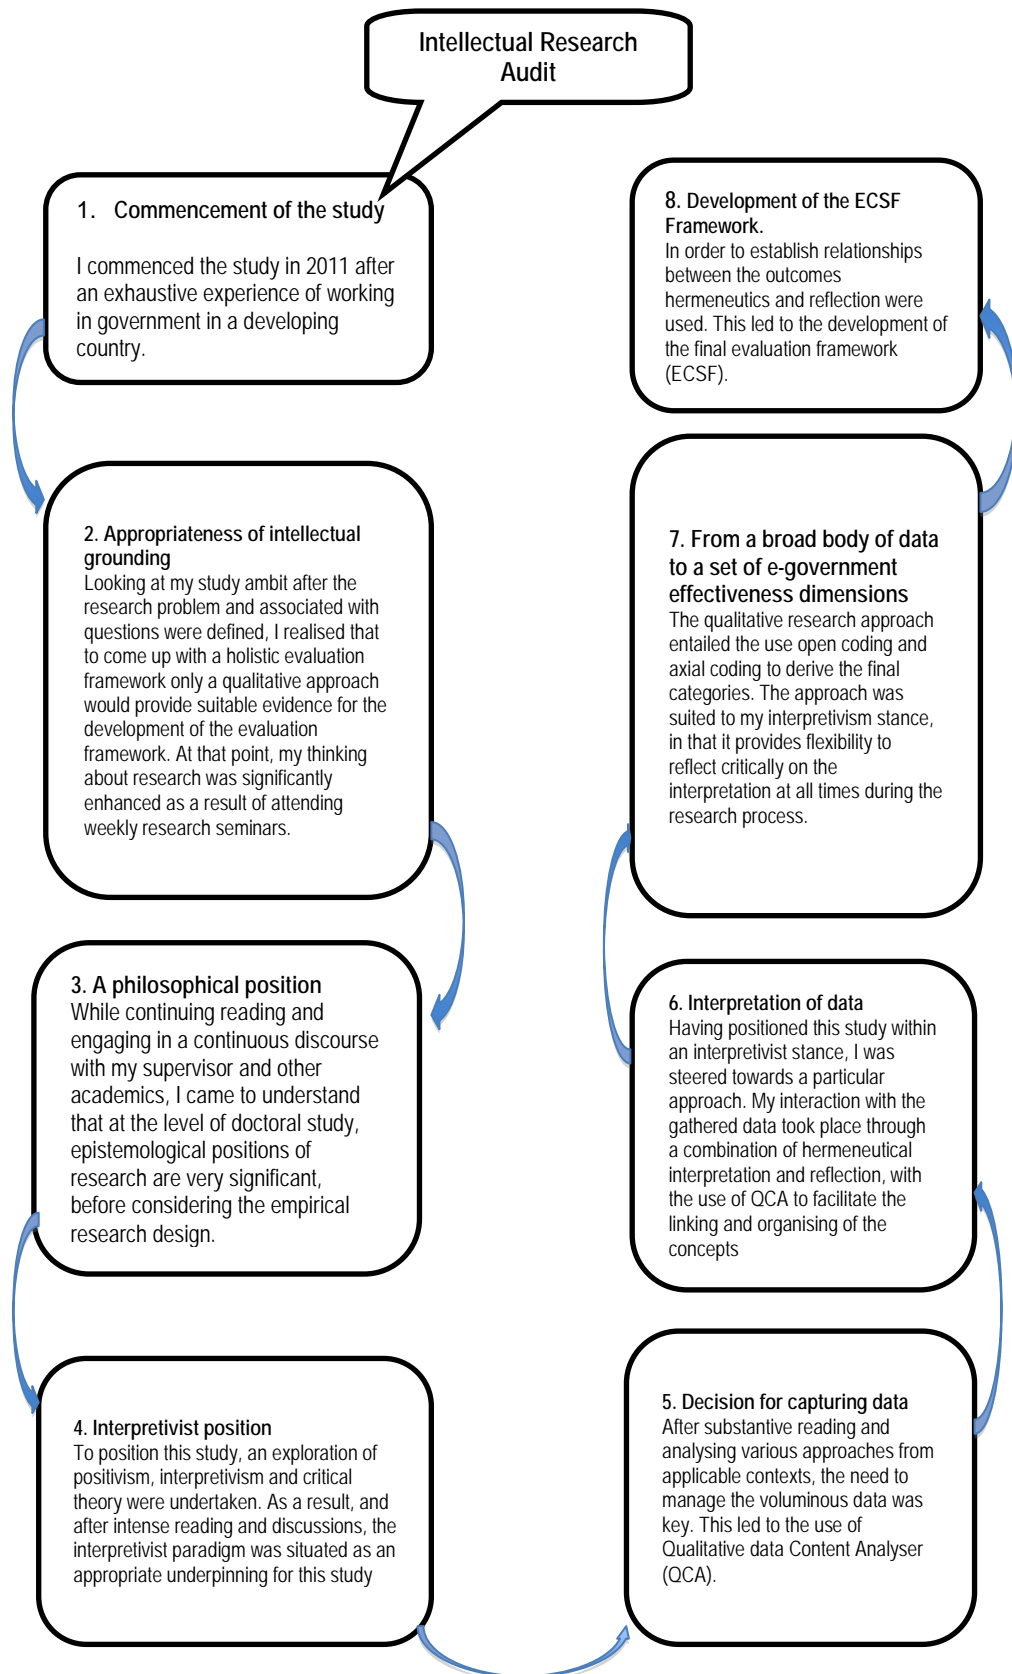 Intellectual Research
Audit
1. Commencement of the study
I commenced the study in 2011 after
an exhaustive experience of working
in government in a developing
country.
2. Appropriateness of intellectual
grounding
Looking at my study ambit after the
research problem and associated with
questions were defined, I realised that
to come up with a holistic evaluation
framework only a qualitative approach
would provide suitable evidence for the
development of the evaluation
framework. At that point, my thinking
about research was significantly
enhanced as a result of attending
weekly research seminars.
3. A philosophical position
While continuing reading and
engaging in a continuous discourse
with my supervisor and other
academics, I came to understand
that at the level of doctoral study,
epistemological positions of
research are very significant,
before considering the empirical
research design.
4. Interpretivist position
To position this study, an exploration of
positivism, interpretivism and critical
theory were undertaken. As a result, and
after intense reading and discussions, the
interpretivist paradigm was situated as an
appropriate underpinning for this study
5. Decision for capturing data
After substantive reading and
analysing various approaches from
applicable contexts, the need to
manage the voluminous data was
key. This led to the use of
Qualitative data Content Analyser
(QCA).
6. Interpretation of data
Having positioned this study within
an interpretivist stance, I was
steered towards a particular
approach. My interaction with the
gathered data took place through
a combination of hermeneutical
interpretation and reflection, with
the use of QCA to facilitate the
linking and organising of the
concepts
7. From a broad body of data
to a set of e-government
effectiveness dimensions
The qualitative research approach
entailed the use open coding and
axial coding to derive the final
categories. The approach was
suited to my interpretivism stance,
in that it provides flexibility to
reflect critically on the
interpretation at all times during the
research process.
8. Development of the ECSF
Framework.
In order to establish relationships
between the outcomes
hermeneutics and reflection were
used. This led to the development of
the final evaluation framework
(ECSF).